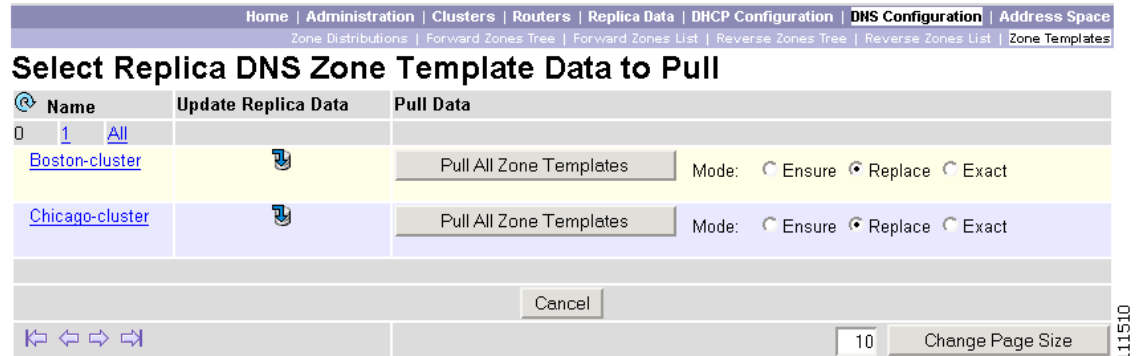 Home | Administration | Clusters | Routers | Replica Data | DHCP Configuration | DNS Configuration | Address Space
Zone Distributions | Forward Zones Tree | Forward Zones List | Reverse Zones Tree | Reverse Zones List | Zone Templates
Select Replica DNS Zone Template Data to Pull
Name Update Replica Data Pull Data
0 1 All
Boston-cluster Pull All Zone Templates Mode: Ensure Replace Exact
Chicago-cluster Pull All Zone Templates Mode: Ensure Replace Exact
Cancel
10 Change Page Size
111510